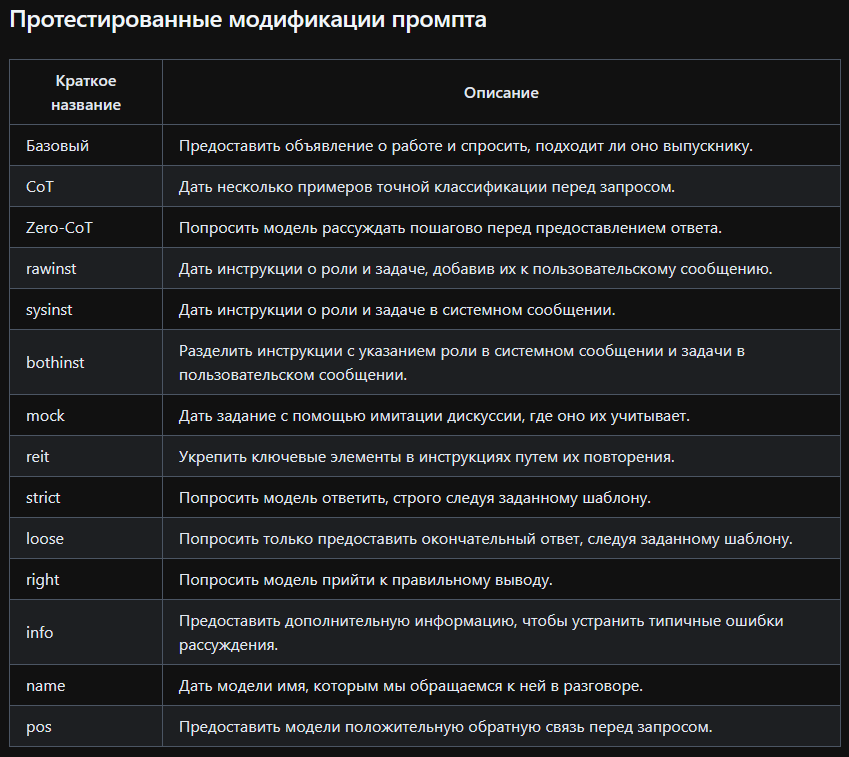 Протестированные модификации промпта
Краткое
название
Описание
Базовый
Предоставить объявление о работе и спросить, подходит ли оно выпускнику.
CoT
Дать несколько примеров точной классификации перед запросом.
Zero-CoT
Попросить модель рассуждать пошагово перед предоставлением ответа.
rawinst
Дать инструкции о роли и задаче, добавив их к пользовательскому сообщению.
sysinst
Дать инструкции о роли и задаче в системном сообщении.
bothinst
Разделить инструкции с указанием роли в системном сообщении и задачи в
пользовательском сообщении.
mock
Дать задание с помощью имитации дискуссии, где оно их учитывает.
reit
Укрепить ключевые элементы в инструкциях путем их повторения.
strict
Попросить модель ответить, строго следуя заданному шаблону.
loose
Попросить только предоставить окончательный ответ, следуя заданному шаблону.
right
Попросить модель прийти к правильному выводу.
info
Предоставить дополнительную информацию, чтобы устранить типичные ошибки
рассуждения.
name
Дать модели имя, которым мы обращаемся к ней в разговоре.
pos
Предоставить модели положительную обратную связь перед запросом.